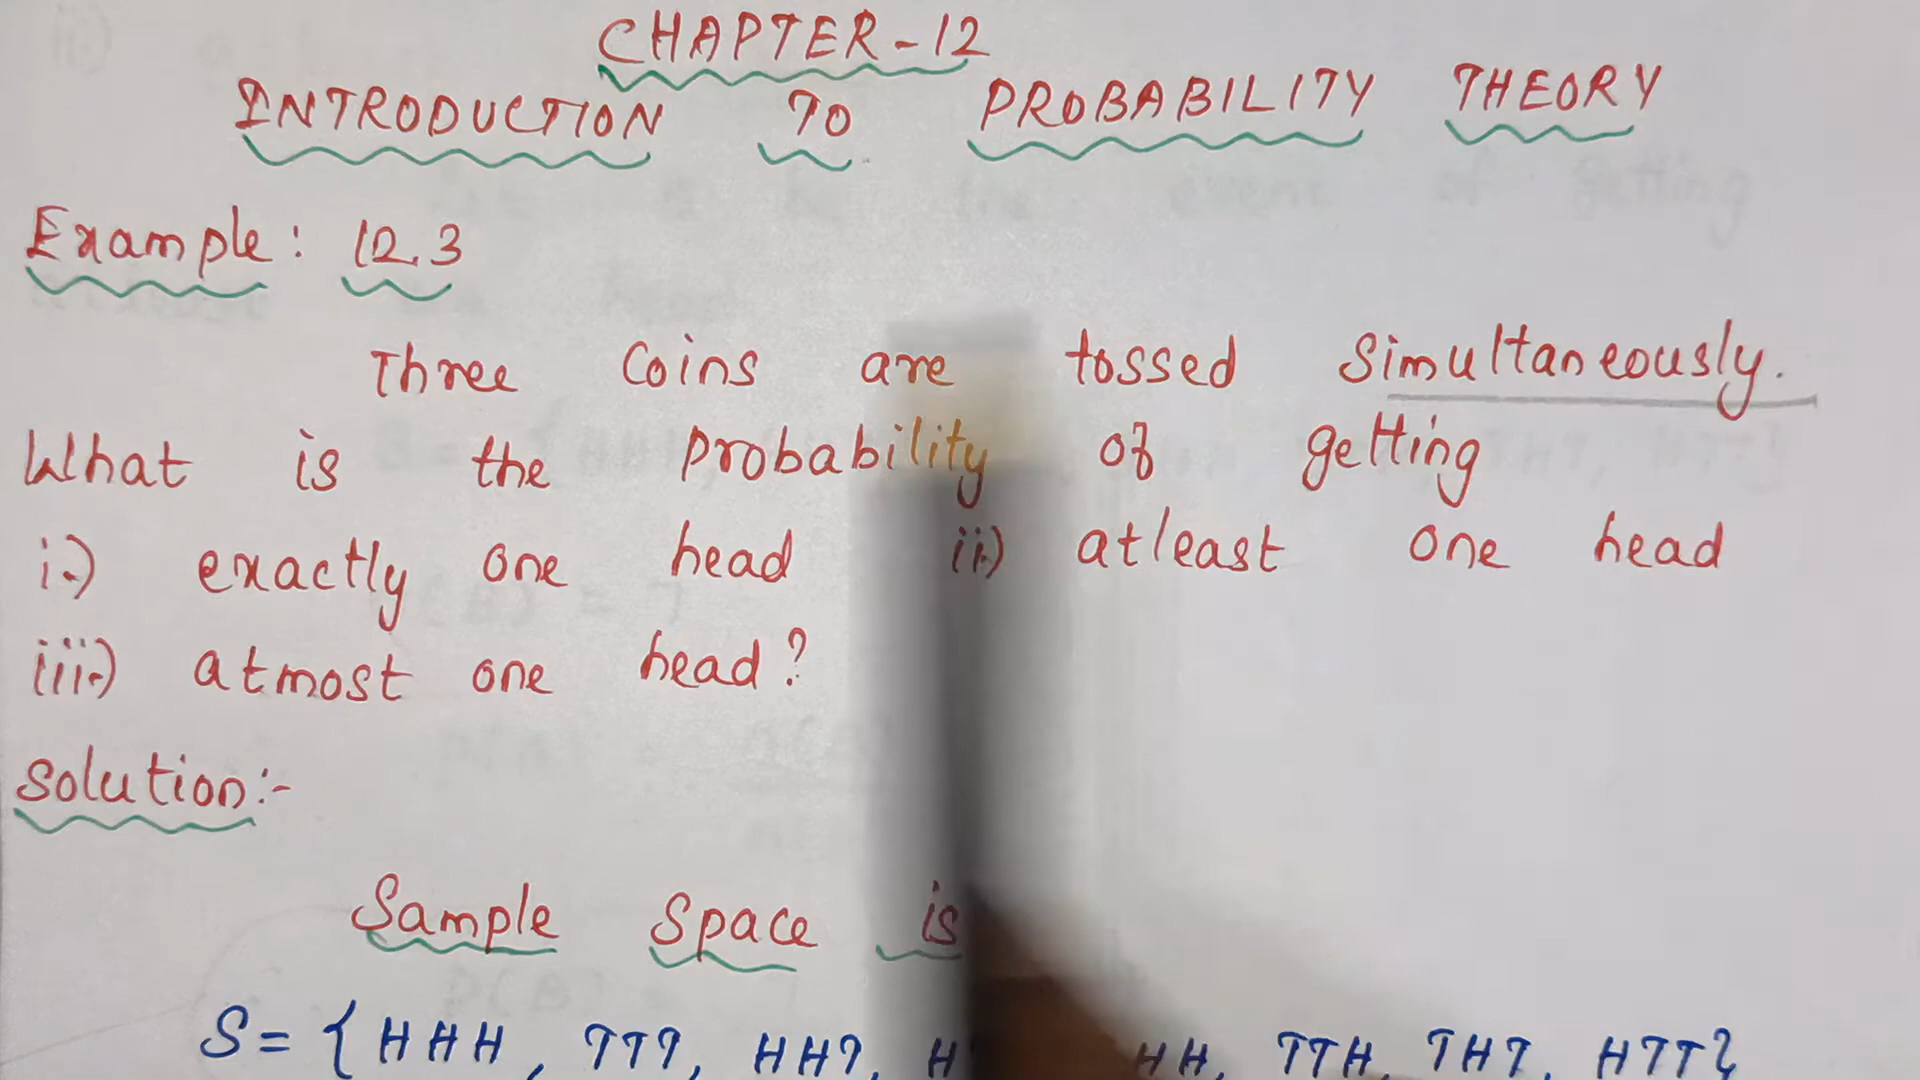 CHAPTER-12
INTRODUCTION TO PROBABILITY THEORY
Example: 12.3
Three Coins are tossed Simultaneously.
What is the probability of getting
i.) exactly one head ii.) atleast one head
iii.) atmost one head?
Solution:-
Sample Space is
S = { HHH, TTT, HHT, HH, TTH, THT, HTT}